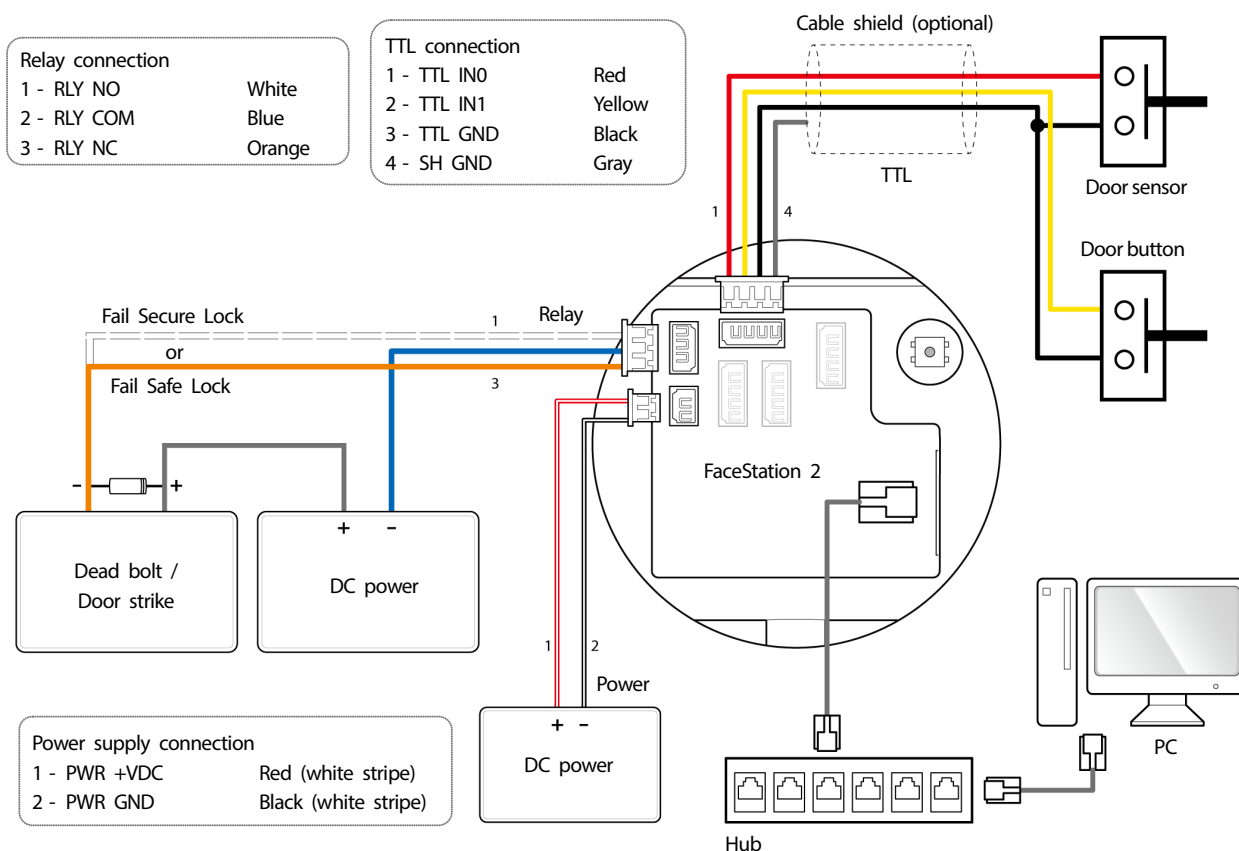 Cable shield (optional)
Relay connection
1 - RLY NO White
2 - RLY COM Blue
3 - RLY NC Orange
TTL connection
1 - TTL IN0 Red
2 - TTL IN1 Yellow
3 - TTL GND Black
4 - SH GND Gray
TTL
Door sensor
1 4
Door button
Fail Secure Lock
1
Relay
or
Fail Safe Lock
3
FaceStation 2
- +
+ -
Dead bolt /
Door strike
DC power
1 2
Power
+ -
DC power
PC
Power supply connection
1 - PWR +VDC Red (white stripe)
2 - PWR GND Black (white stripe)
Hub